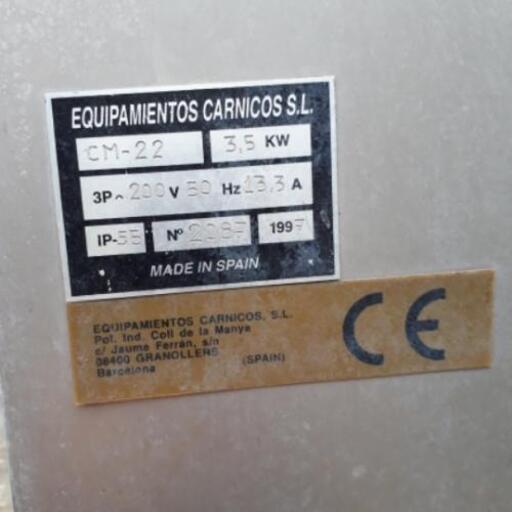 EQUIPAMIENTOS CARNICOS S.L.
CM-22 3,5 KW
3P~ 200 V 50 Hz 13,3 A
IP-55 Nº 2087 1997
MADE IN SPAIN
EQUIPAMIENTOS CARNICOS, S.L.
Pol. Ind. Coll de la Manya
c/ Jaume Ferrán, s/n
08400 GRANOLLERS (SPAIN)
Barcelona
CE